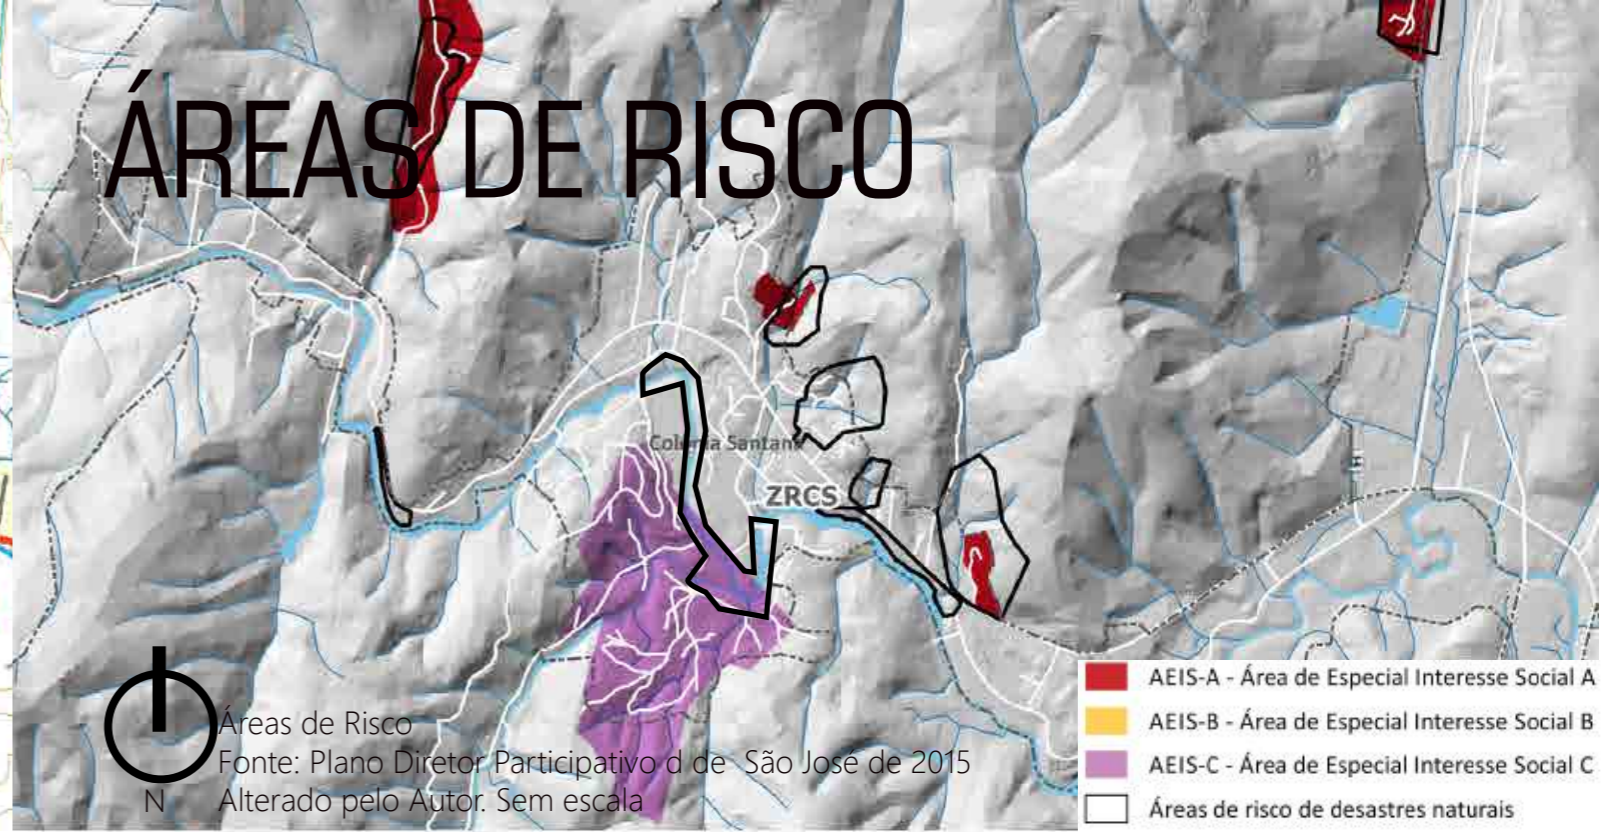 ÁREAS DE RISCO
Colonia Santana
ZRCS
Áreas de Risco
Fonte: Plano Diretor Participativo d de São José de 2015
Alterado pelo Autor. Sem escala
N
AEIS-A - Área de Especial Interesse Social A
AEIS-B - Área de Especial Interesse Social B
AEIS-C - Área de Especial Interesse Social C
Áreas de risco de desastres naturais